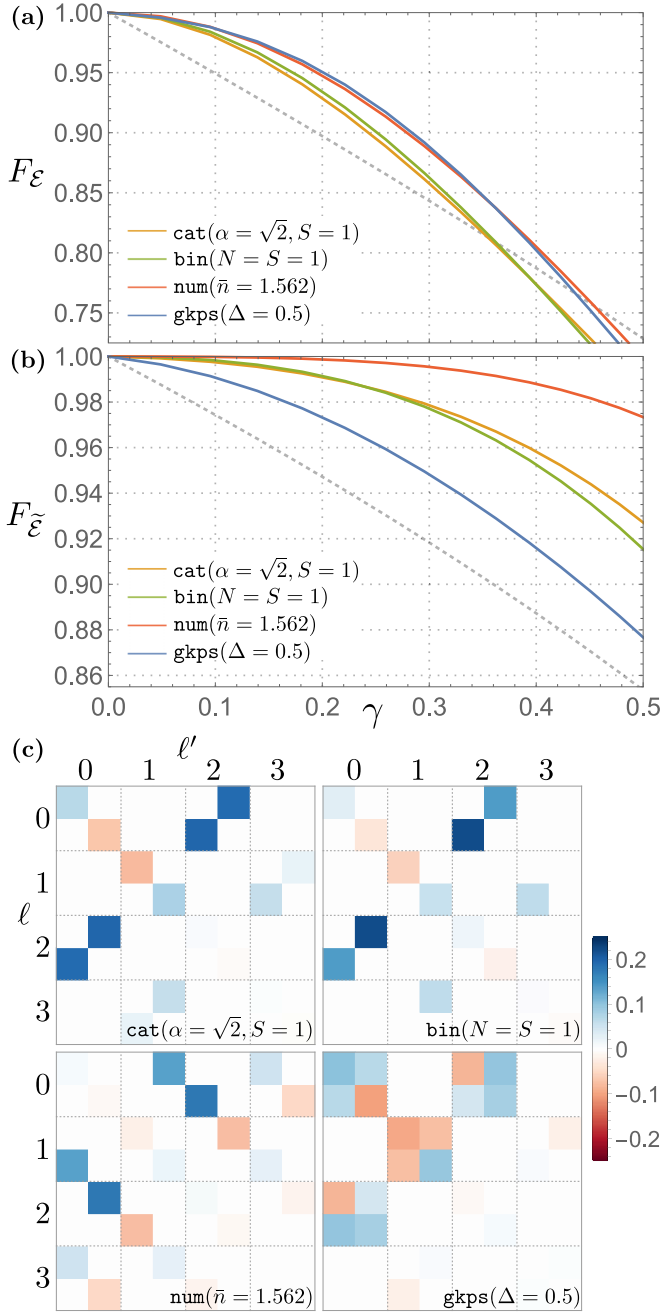 (a)
1.00
0.95
0.90
F_ℰ
0.85
0.80
0.75
cat(α = √2, S = 1)
bin(N = S = 1)
num(n̄ = 1.562)
gkps(Δ = 0.5)
(b)
1.00
0.98
0.96
0.94
F_ℰ̃
0.92
0.90
0.88
0.86
cat(α = √2, S = 1)
bin(N = S = 1)
num(n̄ = 1.562)
gkps(Δ = 0.5)
0.0 0.1 0.2 0.3 0.4 0.5
γ
(c)
ℓ′
0 1 2 3 0 1 2 3
0
1
ℓ
2
3
cat(α = √2, S = 1)
bin(N = S = 1)
0.2
0.1
0
−0.1
−0.2
0
1
2
3
num(n̄ = 1.562)
gkps(Δ = 0.5)